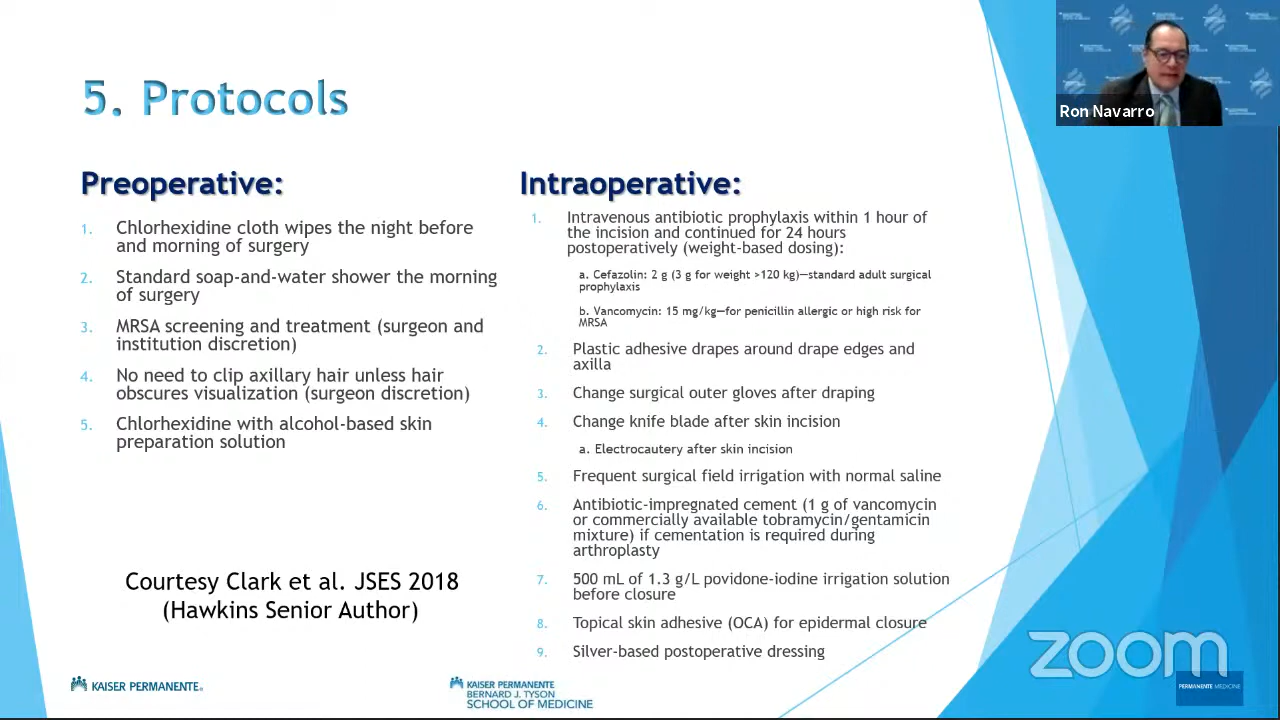 5. Protocols
Preoperative:
1. Chlorhexidine cloth wipes the night before
and morning of surgery
2. Standard soap-and-water shower the morning
of surgery
3. MRSA screening and treatment (surgeon and
institution discretion)
4. No need to clip axillary hair unless hair
obscures visualization (surgeon discretion)
5. Chlorhexidine with alcohol-based skin
preparation solution
Courtesy Clark et al. JSES 2018
(Hawkins Senior Author)
Intraoperative:
1. Intravenous antibiotic prophylaxis within 1 hour of
the incision and continued for 24 hours
postoperatively (weight-based dosing):
a. Cefazolin: 2 g (3 g for weight >120 kg)—standard adult surgical
prophylaxis
b. Vancomycin: 15 mg/kg—for penicillin allergic or high risk for
MRSA
2. Plastic adhesive drapes around drape edges and
axilla
3. Change surgical outer gloves after draping
4. Change knife blade after skin incision
a. Electrocautery after skin incision
5. Frequent surgical field irrigation with normal saline
6. Antibiotic-impregnated cement (1 g of vancomycin
or commercially available tobramycin/gentamicin
mixture) if cementation is required during
arthroplasty
7. 500 mL of 1.3 g/L povidone-iodine irrigation solution
before closure
8. Topical skin adhesive (OCA) for epidermal closure
9. Silver-based postoperative dressing
Ron Navarro
KAISER PERMANENTE®
KAISER PERMANENTE
BERNARD J. TYSON
SCHOOL OF MEDICINE
zoom
PERMANENTE MEDICINE